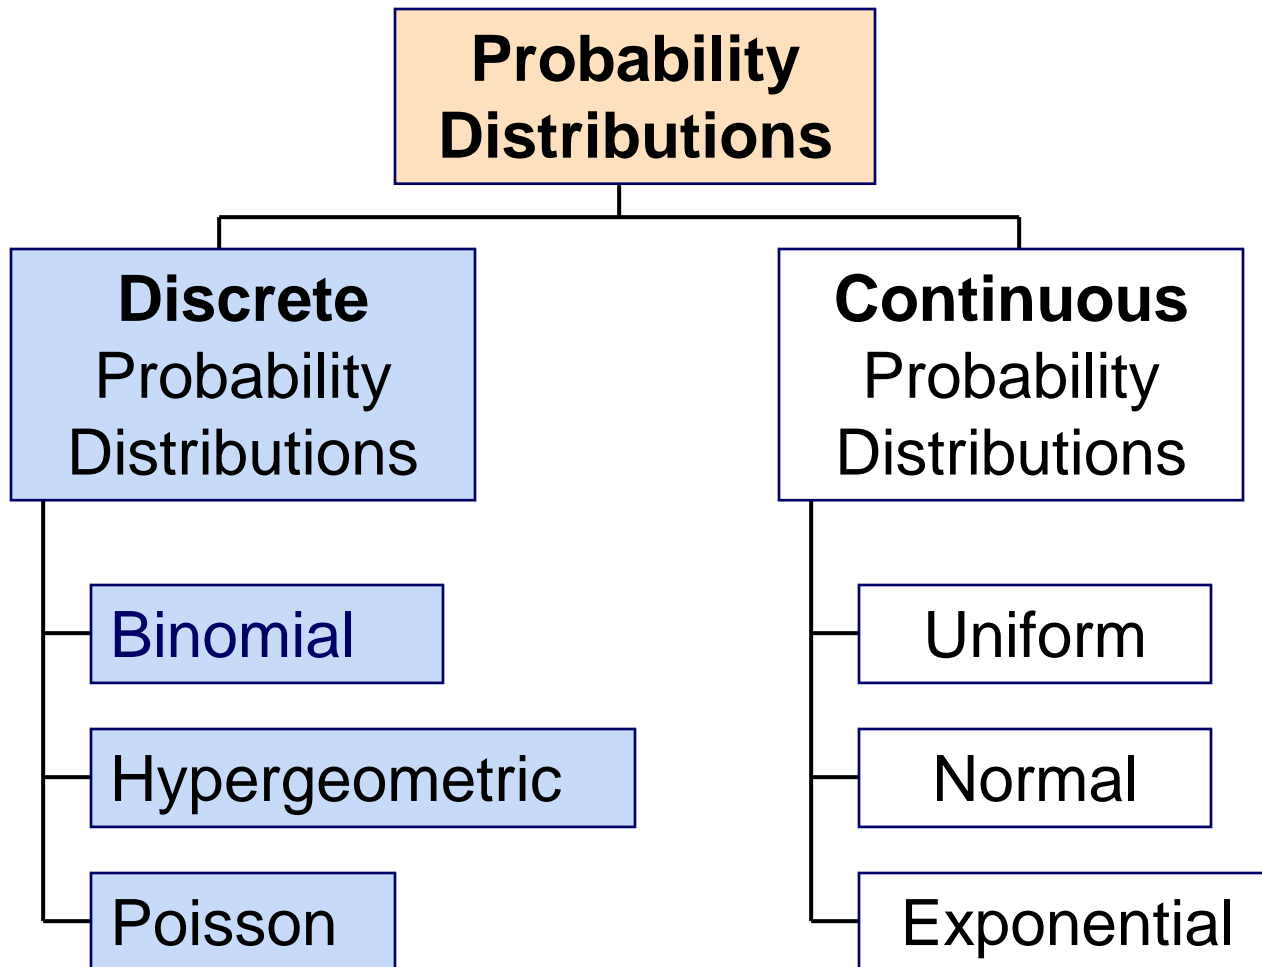 Probability
Distributions
Discrete
Probability
Distributions
Binomial
Hypergeometric
Poisson
Continuous
Probability
Distributions
Uniform
Normal
Exponential